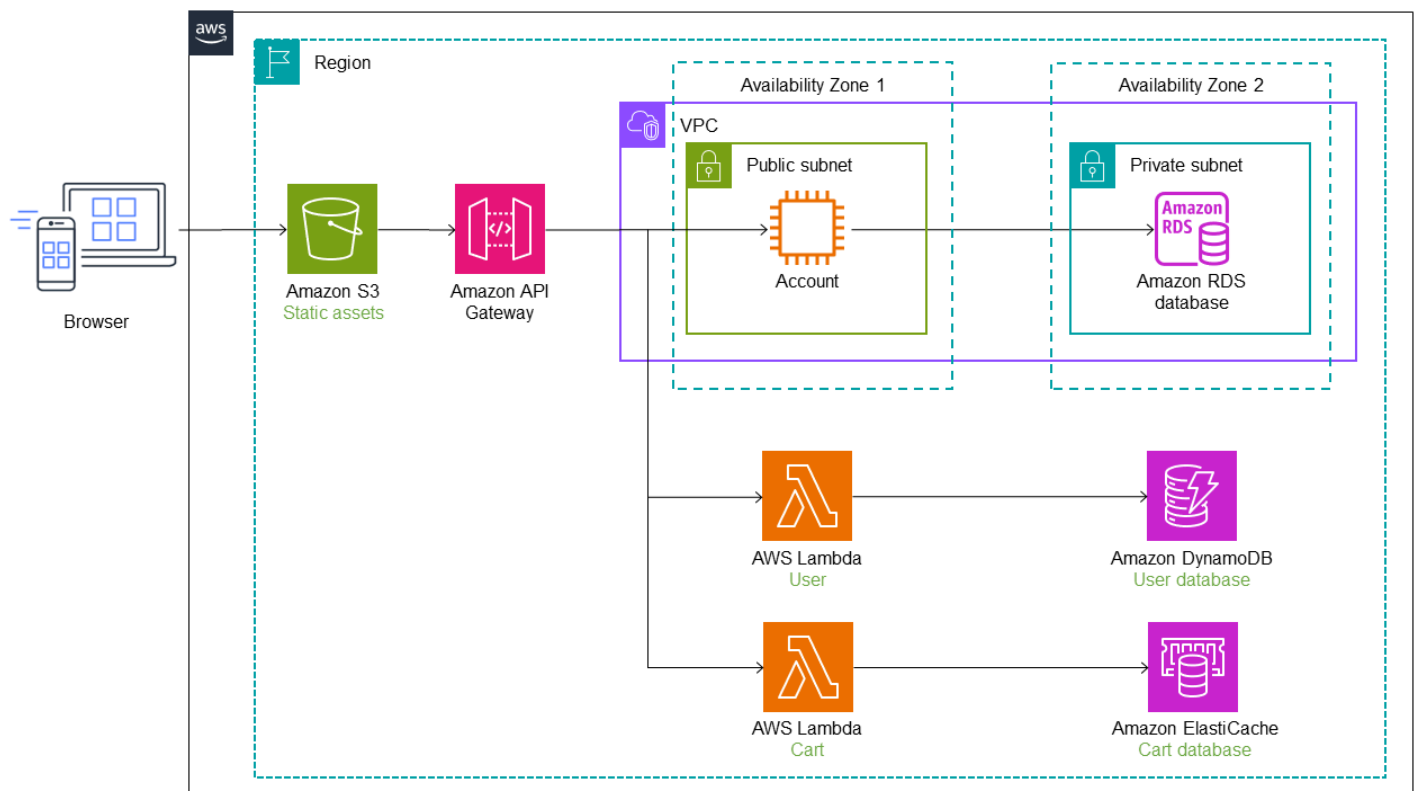 aws
Region
Availability Zone 1
Availability Zone 2
VPC
Public subnet
Private subnet
Amazon
RDS
</>
Account
Amazon RDS
database
Amazon S3
Static assets
Amazon API
Gateway
Browser
AWS Lambda
User
Amazon DynamoDB
User database
AWS Lambda
Cart
Amazon ElastiCache
Cart database